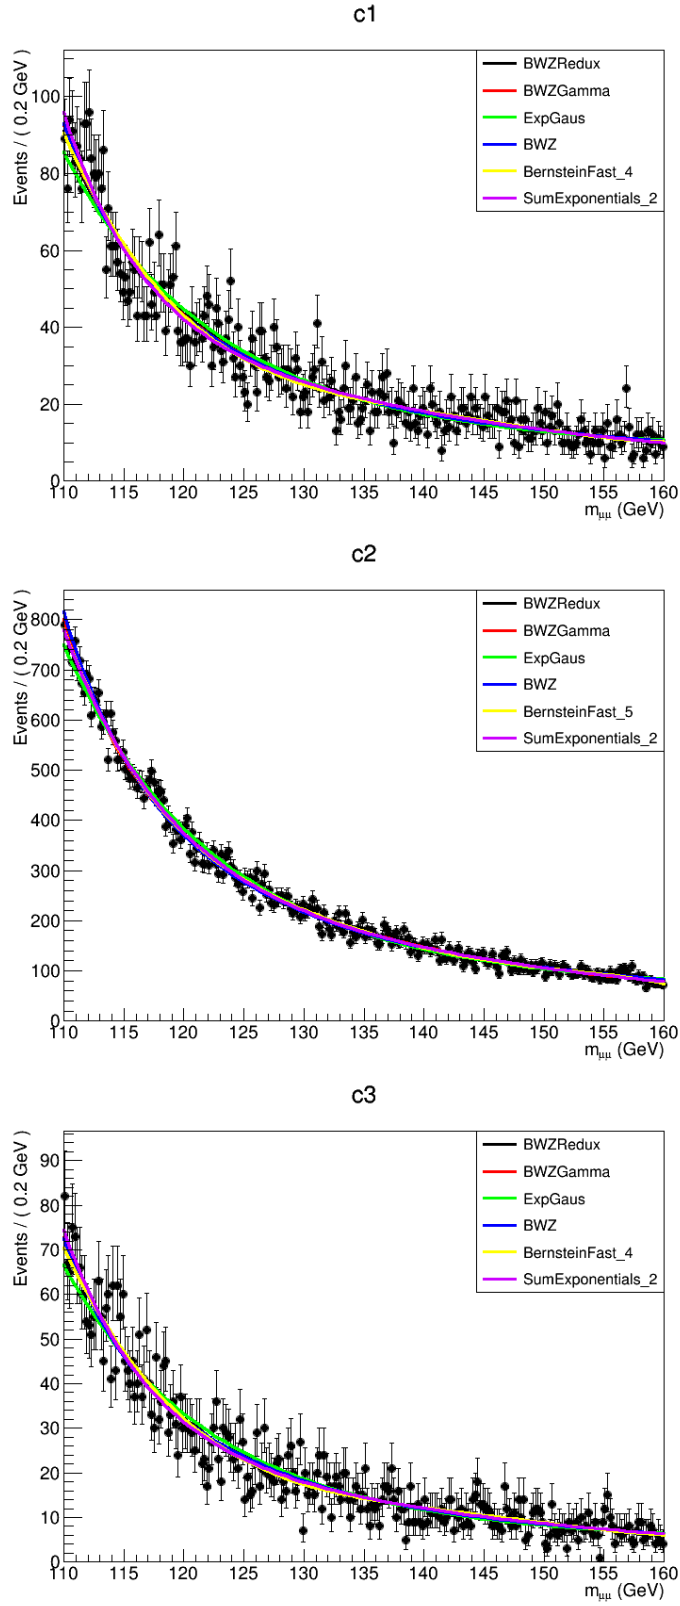 c1
Events / ( 0.2 GeV )
100
80
60
40
20
0
BWZRedux
BWZGamma
ExpGaus
BWZ
BernsteinFast_4
SumExponentials_2
110 115 120 125 130 135 140 145 150 155 160
mμμ (GeV)
c2
Events / ( 0.2 GeV )
800
700
600
500
400
300
200
100
0
BWZRedux
BWZGamma
ExpGaus
BWZ
BernsteinFast_5
SumExponentials_2
110 115 120 125 130 135 140 145 150 155 160
mμμ (GeV)
c3
Events / ( 0.2 GeV )
90
80
70
60
50
40
30
20
10
0
BWZRedux
BWZGamma
ExpGaus
BWZ
BernsteinFast_4
SumExponentials_2
110 115 120 125 130 135 140 145 150 155 160
mμμ (GeV)